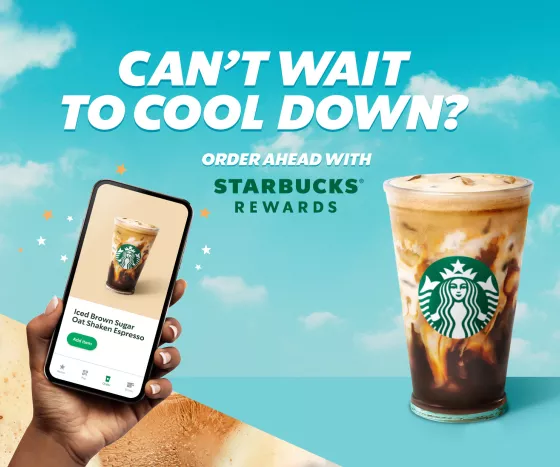 CAN'T WAIT
TO COOL DOWN?
ORDER AHEAD WITH
STARBUCKS®
REWARDS
Iced Brown Sugar
Oat Shaken Espresso
Add item